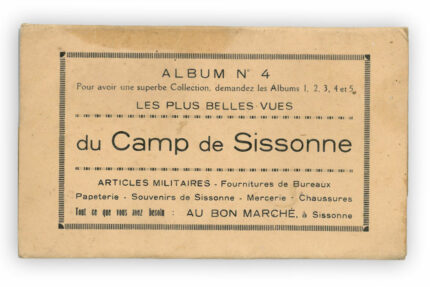 ALBUM N° 4
Pour avoir une superbe Collection, demandez les Albums 1, 2, 3, 4 et 5.
LES PLUS BELLES VUES
du Camp de Sissonne
ARTICLES MILITAIRES - Fournitures de Bureaux
Papeterie - Souvenirs de Sissonne - Mercerie - Chaussures
Tout ce que vous avez besoin : AU BON MARCHÉ, à Sissonne